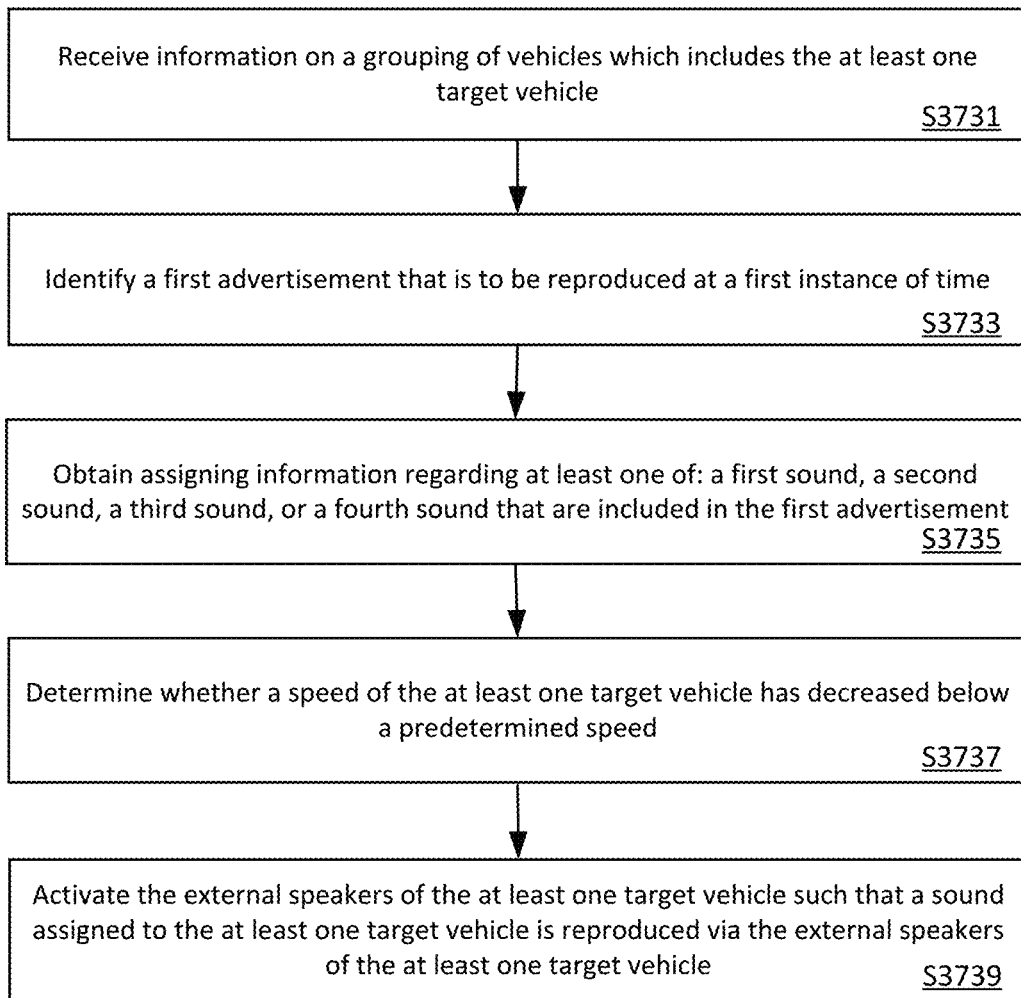 Receive information on a grouping of vehicles which includes the at least one
target vehicle
S3731
Identify a first advertisement that is to be reproduced at a first instance of time
S3733
Obtain assigning information regarding at least one of: a first sound, a second
sound, a third sound, or a fourth sound that are included in the first advertisement
S3735
Determine whether a speed of the at least one target vehicle has decreased below
a predetermined speed
S3737
Activate the external speakers of the at least one target vehicle such that a sound
assigned to the at least one target vehicle is reproduced via the external speakers
of the at least one target vehicle
S3739